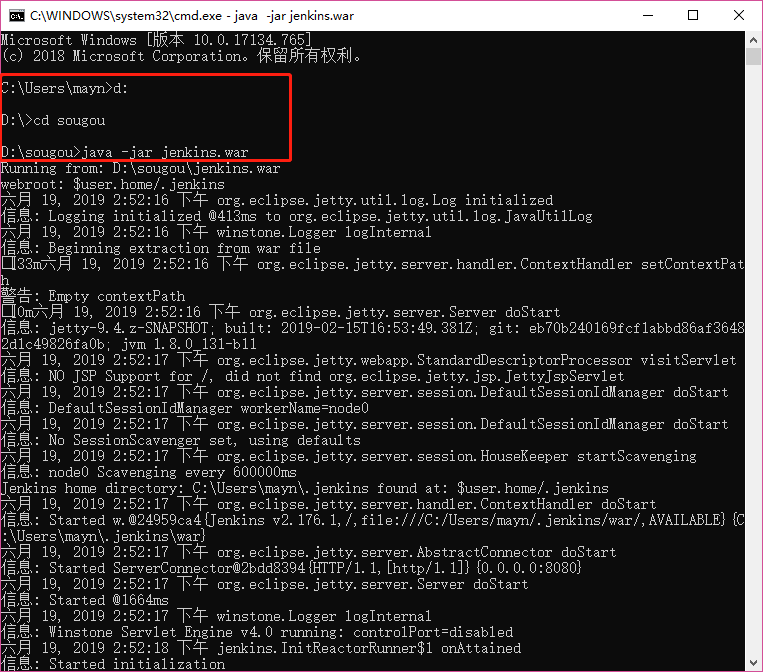 C:\WINDOWS\system32\cmd.exe - java  -jar jenkins.war
Microsoft Windows [版本 10.0.17134.765]
(c) 2018 Microsoft Corporation。保留所有权利。
C:\Users\mayn>d:
D:\>cd sougou
D:\sougou>java -jar jenkins.war
Running from: D:\sougou\jenkins.war
webroot: $user.home/.jenkins
六月 19, 2019 2:52:16 下午 org.eclipse.jetty.util.log.Log initialized
信息: Logging initialized @413ms to org.eclipse.jetty.util.log.JavaUtilLog
六月 19, 2019 2:52:16 下午 winstone.Logger logInternal
信息: Beginning extraction from war file
[33m六月 19, 2019 2:52:16 下午 org.eclipse.jetty.server.handler.ContextHandler setContextPat
h
警告: Empty contextPath
[0m六月 19, 2019 2:52:16 下午 org.eclipse.jetty.server.Server doStart
信息: jetty-9.4.z-SNAPSHOT; built: 2019-02-15T16:53:49.381Z; git: eb70b240169fcf1abbd86af3648
2d1c49826fa0b; jvm 1.8.0_131-b11
六月 19, 2019 2:52:17 下午 org.eclipse.jetty.webapp.StandardDescriptorProcessor visitServlet
信息: NO JSP Support for /, did not find org.eclipse.jetty.jsp.JettyJspServlet
六月 19, 2019 2:52:17 下午 org.eclipse.jetty.server.session.DefaultSessionIdManager doStart
信息: DefaultSessionIdManager workerName=node0
六月 19, 2019 2:52:17 下午 org.eclipse.jetty.server.session.DefaultSessionIdManager doStart
信息: No SessionScavenger set, using defaults
六月 19, 2019 2:52:17 下午 org.eclipse.jetty.server.session.HouseKeeper startScavenging
信息: node0 Scavenging every 600000ms
Jenkins home directory: C:\Users\mayn\.jenkins found at: $user.home/.jenkins
六月 19, 2019 2:52:17 下午 org.eclipse.jetty.server.handler.ContextHandler doStart
信息: Started w.@24959ca4{Jenkins v2.176.1,/,file:///C:/Users/mayn/.jenkins/war/,AVAILABLE}{C
:\Users\mayn\.jenkins\war}
六月 19, 2019 2:52:17 下午 org.eclipse.jetty.server.AbstractConnector doStart
信息: Started ServerConnector@2bdd8394{HTTP/1.1,[http/1.1]}{0.0.0.0:8080}
六月 19, 2019 2:52:17 下午 org.eclipse.jetty.server.Server doStart
信息: Started @1664ms
六月 19, 2019 2:52:17 下午 winstone.Logger logInternal
信息: Winstone Servlet Engine v4.0 running: controlPort=disabled
六月 19, 2019 2:52:18 下午 jenkins.InitReactorRunner$1 onAttained
信息: Started initialization